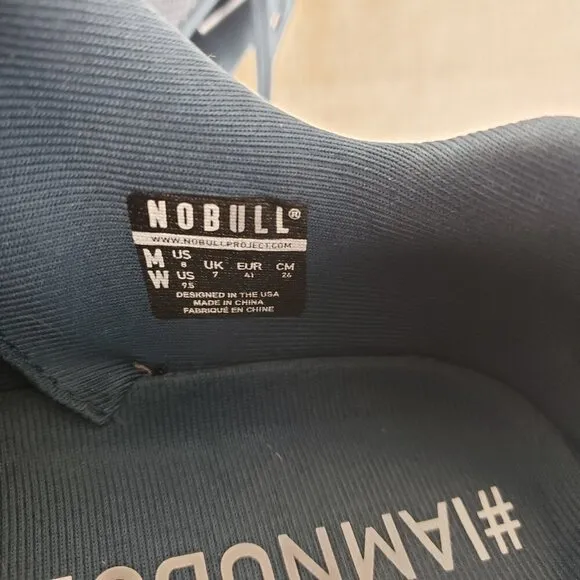 NOBULL®
WWW.NOBULLPROJECT.COM
M US 8 UK 7 EUR 41 CM 26
W US 9.5
DESIGNED IN THE USA
MADE IN CHINA
FABRIQUÉ EN CHINE
#IAMNOBU